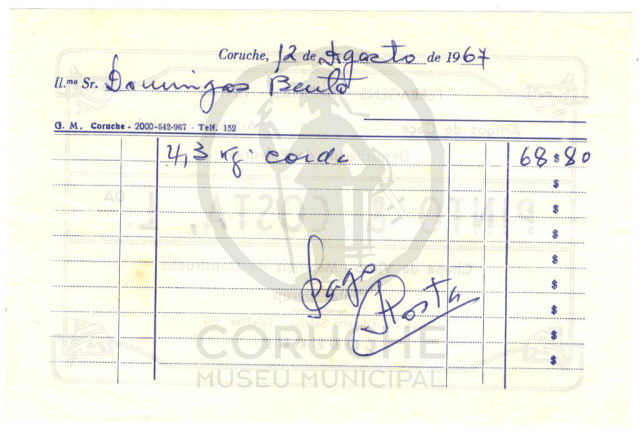 Coruche, 12 de Agosto de 1967
Il.mo Sr. Domingos Bento
G. M. Coruche - 2000-542-967 - Telf. 152
4,3 kg. corda 68$80
$
$
$
$
$
$
$
$
Pago
Costa
CORUCHE
MUSEU MUNICIPAL